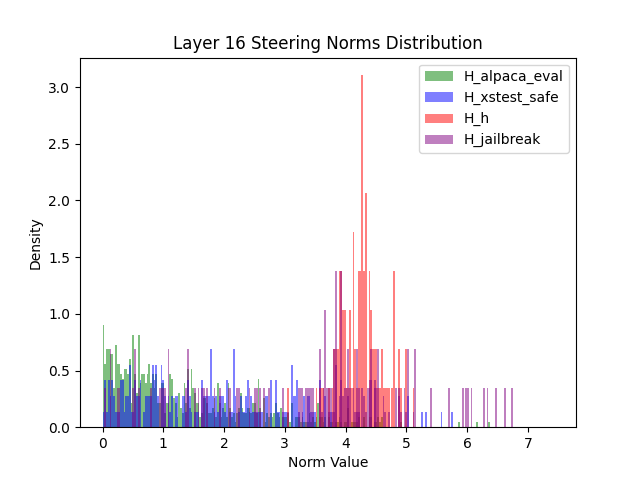 Layer 16 Steering Norms Distribution
H_alpaca_eval
H_xstest_safe
H_h
H_jailbreak
3.0
2.5
2.0
1.5
1.0
0.5
0.0
Density
0 1 2 3 4 5 6 7
Norm Value